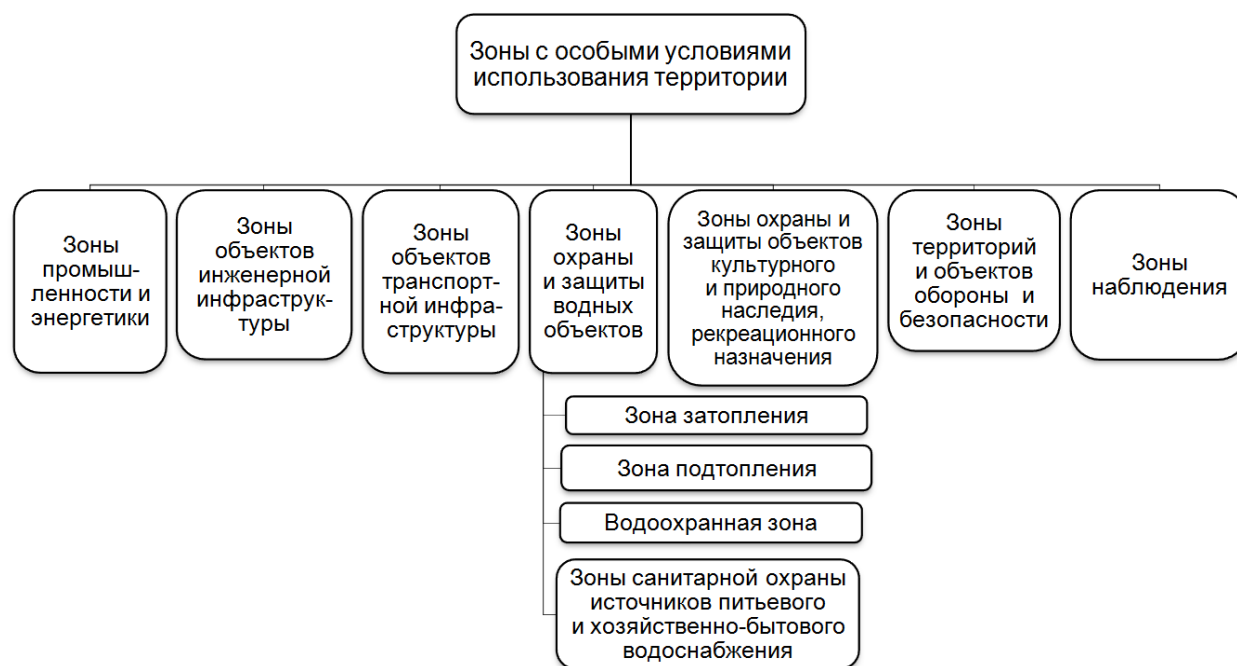 Зоны с особыми условиями
использования территории
Зоны
промыш-
ленности и
энергетики
Зоны
объектов
инженерной
инфраструк-
туры
Зоны
объектов
транспорт-
ной инфра-
структуры
Зоны
охраны
и защиты
водных
объектов
Зоны охраны и
защиты объектов
культурного
и природного
наследия,
рекреационного
назначения
Зоны
территорий
и объектов
обороны и
безопасности
Зоны
наблюдения
Зона затопления
Зона подтопления
Водоохранная зона
Зоны санитарной охраны
источников питьевого
и хозяйственно-бытового
водоснабжения